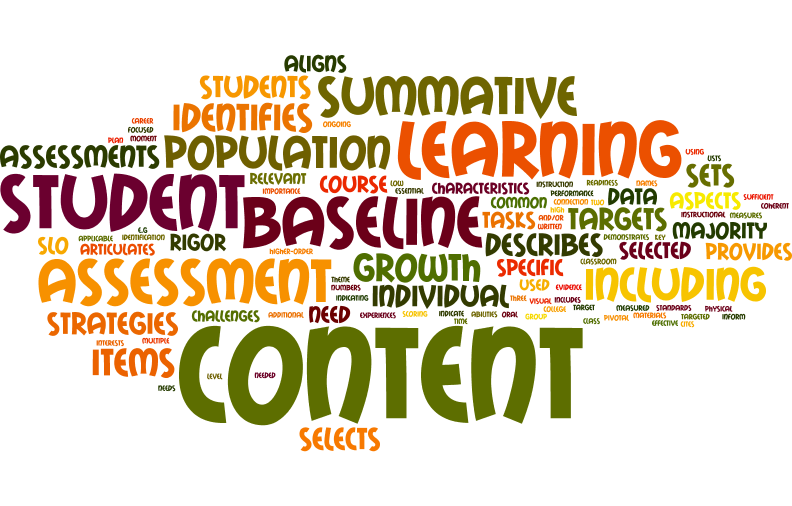 ALIGNS
STUDENTS
SUMMATIVE
IDENTIFIES
CAREER
ONGOING
FOCUSED
PLAN
MOMENT
LEARNING
ASSESSMENTS
POPULATION
USING
LISTS
RELEVANT
COURSE
LOW
CHARACTERISTICS
INSTRUCTION
READINESS
NAMES
SETS
IMPORTANCE
ESSENTIAL
PERFORMANCE
DATA
ASPECTS
SUFFICIENT
STUDENT
BASELINE
COMMON
CONNECTION
TWO
COHERENT
HIGH
TASKS
AND/OR
WRITTEN
TARGETS
INSTRUCTIONAL
MEASURES
E.G
MAJORITY
SLO
APPLICABLE
IDENTIFICATION
RIGOR
ARTICULATES
HIGHER-ORDER
DESCRIBES
DEMONSTRATES
KEY
SELECTED
PROVIDES
CLASSROOM
ASSESSMENT
THEME
GROWTH
SPECIFIC
USED
EVIDENCE
INCLUDING
NUMBERS
INDICATING
INDIVIDUAL
THREE
VISUAL
INCLUDES
COLLEGE
TARGET
MEASURED
STANDARDS
PHYSICAL
STRATEGIES
CHALLENGES
ADDITIONAL
NEED
EXPERIENCES
SCORING
INDICATE
TIME
ABILITIES
ORAL
GROUP
CLASS
PIVOTAL
MATERIALS
TARGETED
INFORM
EFFECTIVE
CITES
INTERESTS
MULTIPLE
ITEMS
CONTENT
LEVEL
NEEDED
NEEDS
SELECTS